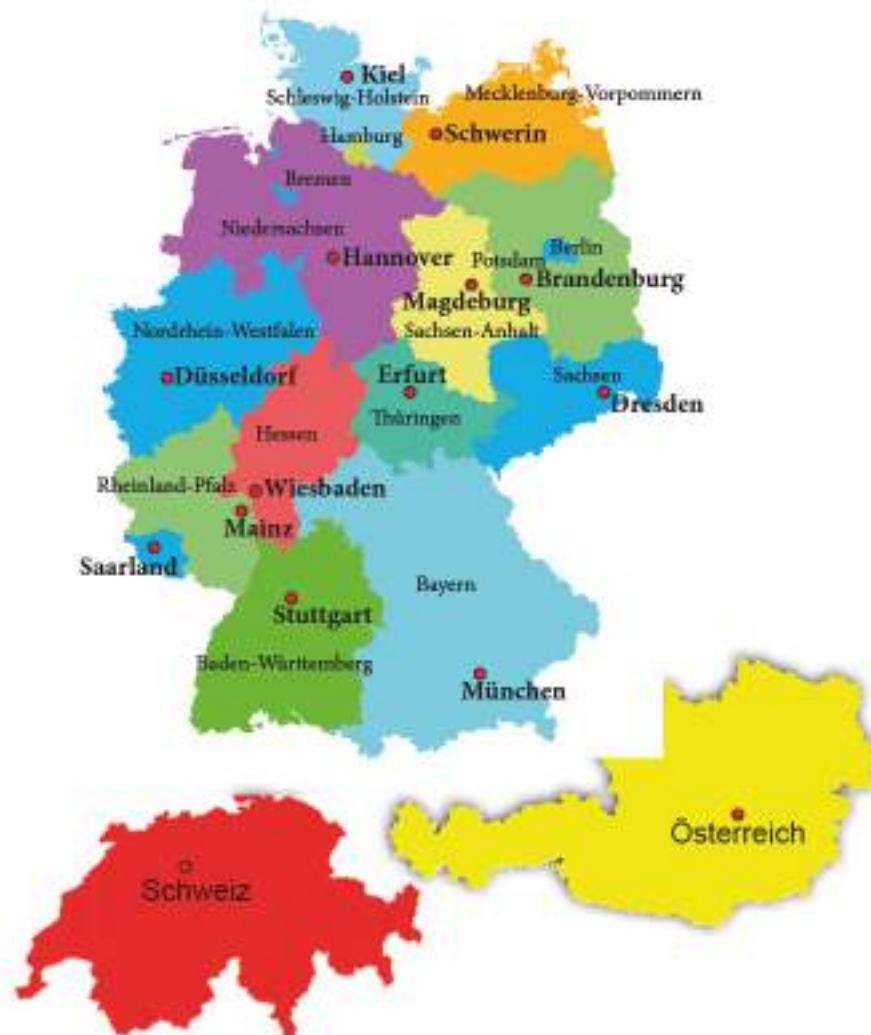 Kiel
Schleswig-Holstein
Mecklenburg-Vorpommern
Hamburg
Schwerin
Bremen
Niedersachsen
Berlin
Hannover
Potsdam
Brandenburg
Magdeburg
Nordrhein-Westfalen
Sachsen-Anhalt
Düsseldorf
Erfurt
Sachsen
Dresden
Thüringen
Hessen
Rheinland-Pfalz
Wiesbaden
Mainz
Saarland
Bayern
Stuttgart
Baden-Württemberg
München
Österreich
Schweiz